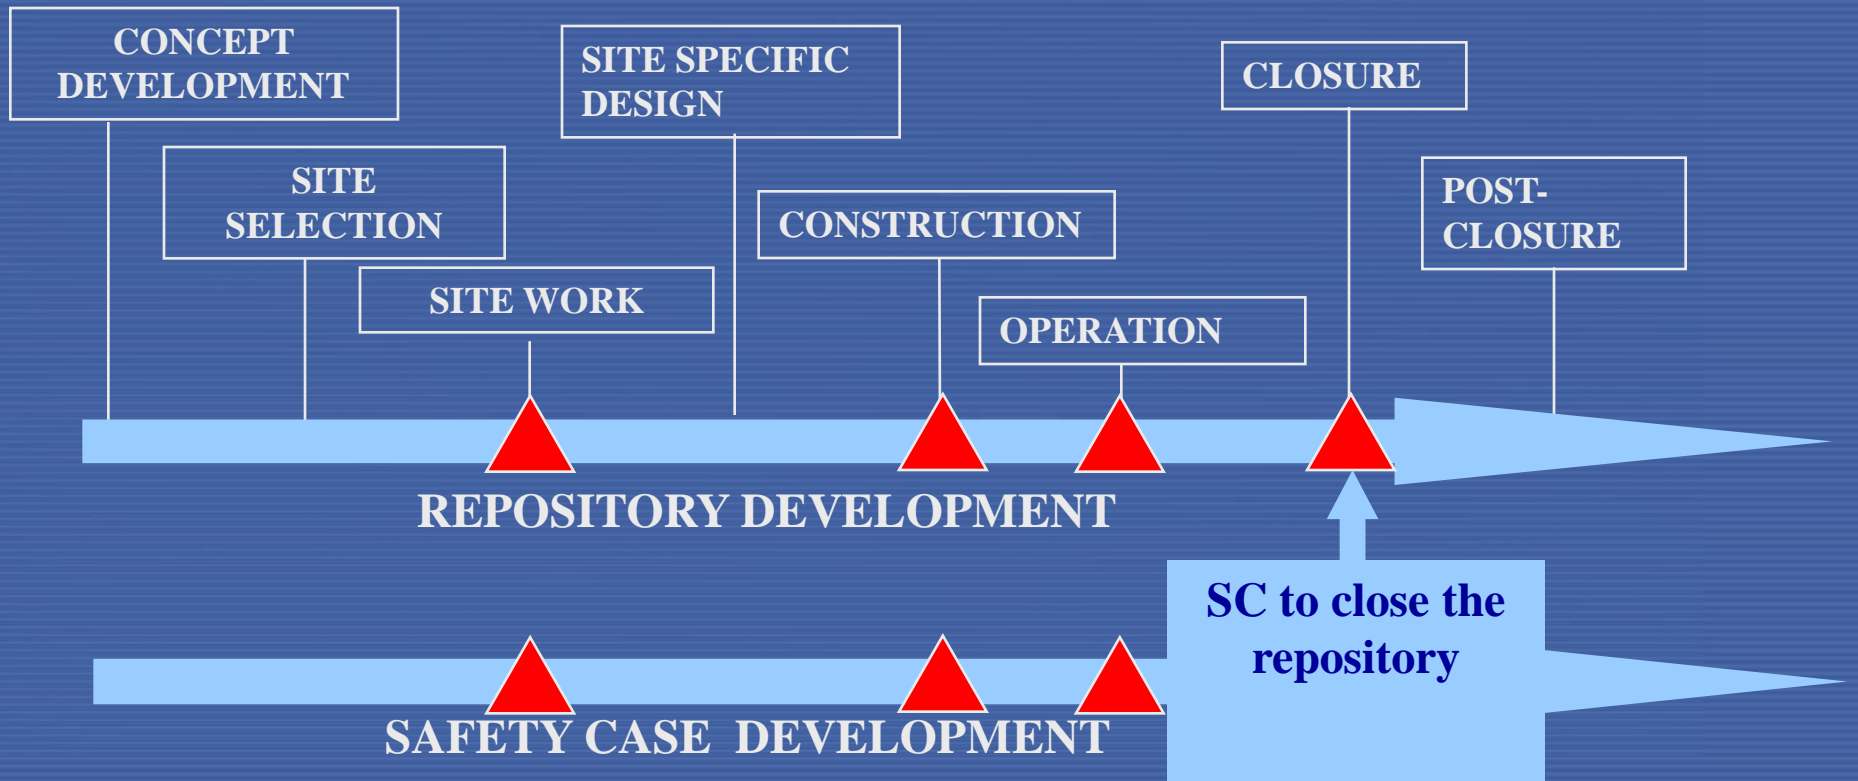 CONCEPT
DEVELOPMENT
SITE
SELECTION
SITE WORK
SITE SPECIFIC
DESIGN
CONSTRUCTION
OPERATION
CLOSURE
POST-
CLOSURE
REPOSITORY DEVELOPMENT
SC to close the
repository
SAFETY CASE DEVELOPMENT